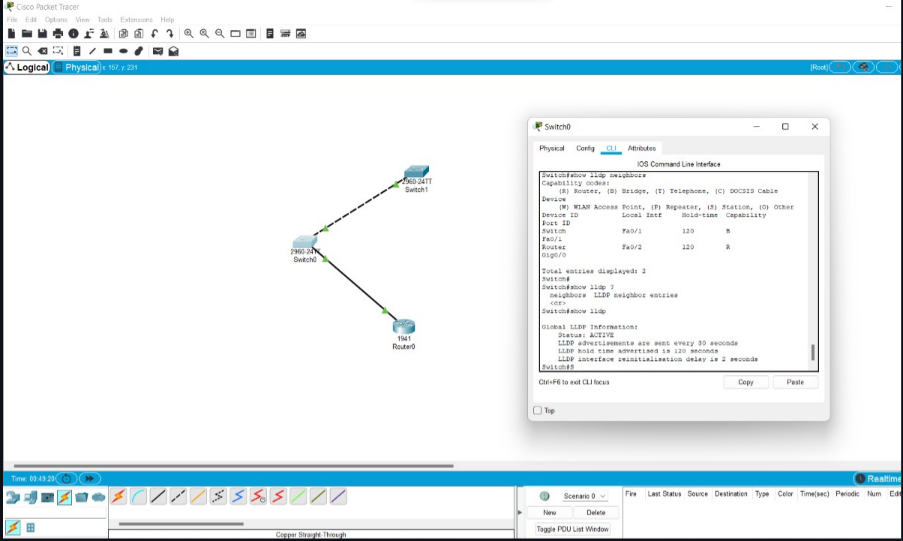 Cisco Packet Tracer
File Edit Options View Tools Extensions Help
Logical Physical x: 157, y: 231 [Root]
2960-24TT
Switch1
2960-24TT
Switch0
1941
Router0
Switch0
Physical Config CLI Attributes
IOS Command Line Interface
Switch#show lldp neighbors
Capability codes:
(R) Router, (B) Bridge, (T) Telephone, (C) DOCSIS Cable
Device
(W) WLAN Access Point, (P) Repeater, (S) Station, (O) Other
Device ID Local Intf Hold-time Capability
Port ID
Switch Fa0/1 120 B
Fa0/1
Router Fa0/2 120 R
Gig0/0
Total entries displayed: 2
Switch#
Switch#show lldp ?
neighbors LLDP neighbor entries
<cr>
Switch#show lldp
Global LLDP Information:
Status: ACTIVE
LLDP advertisements are sent every 30 seconds
LLDP hold time advertised is 120 seconds
LLDP interface reinitialisation delay is 2 seconds
Switch#S
Ctrl+F6 to exit CLI focus
Copy Paste
Top
Time: 00:49:20 Realtime
Scenario 0
New Delete
Toggle PDU List Window
Fire Last Status Source Destination Type Color Time(sec) Periodic Num Edit
Copper Straight-Through